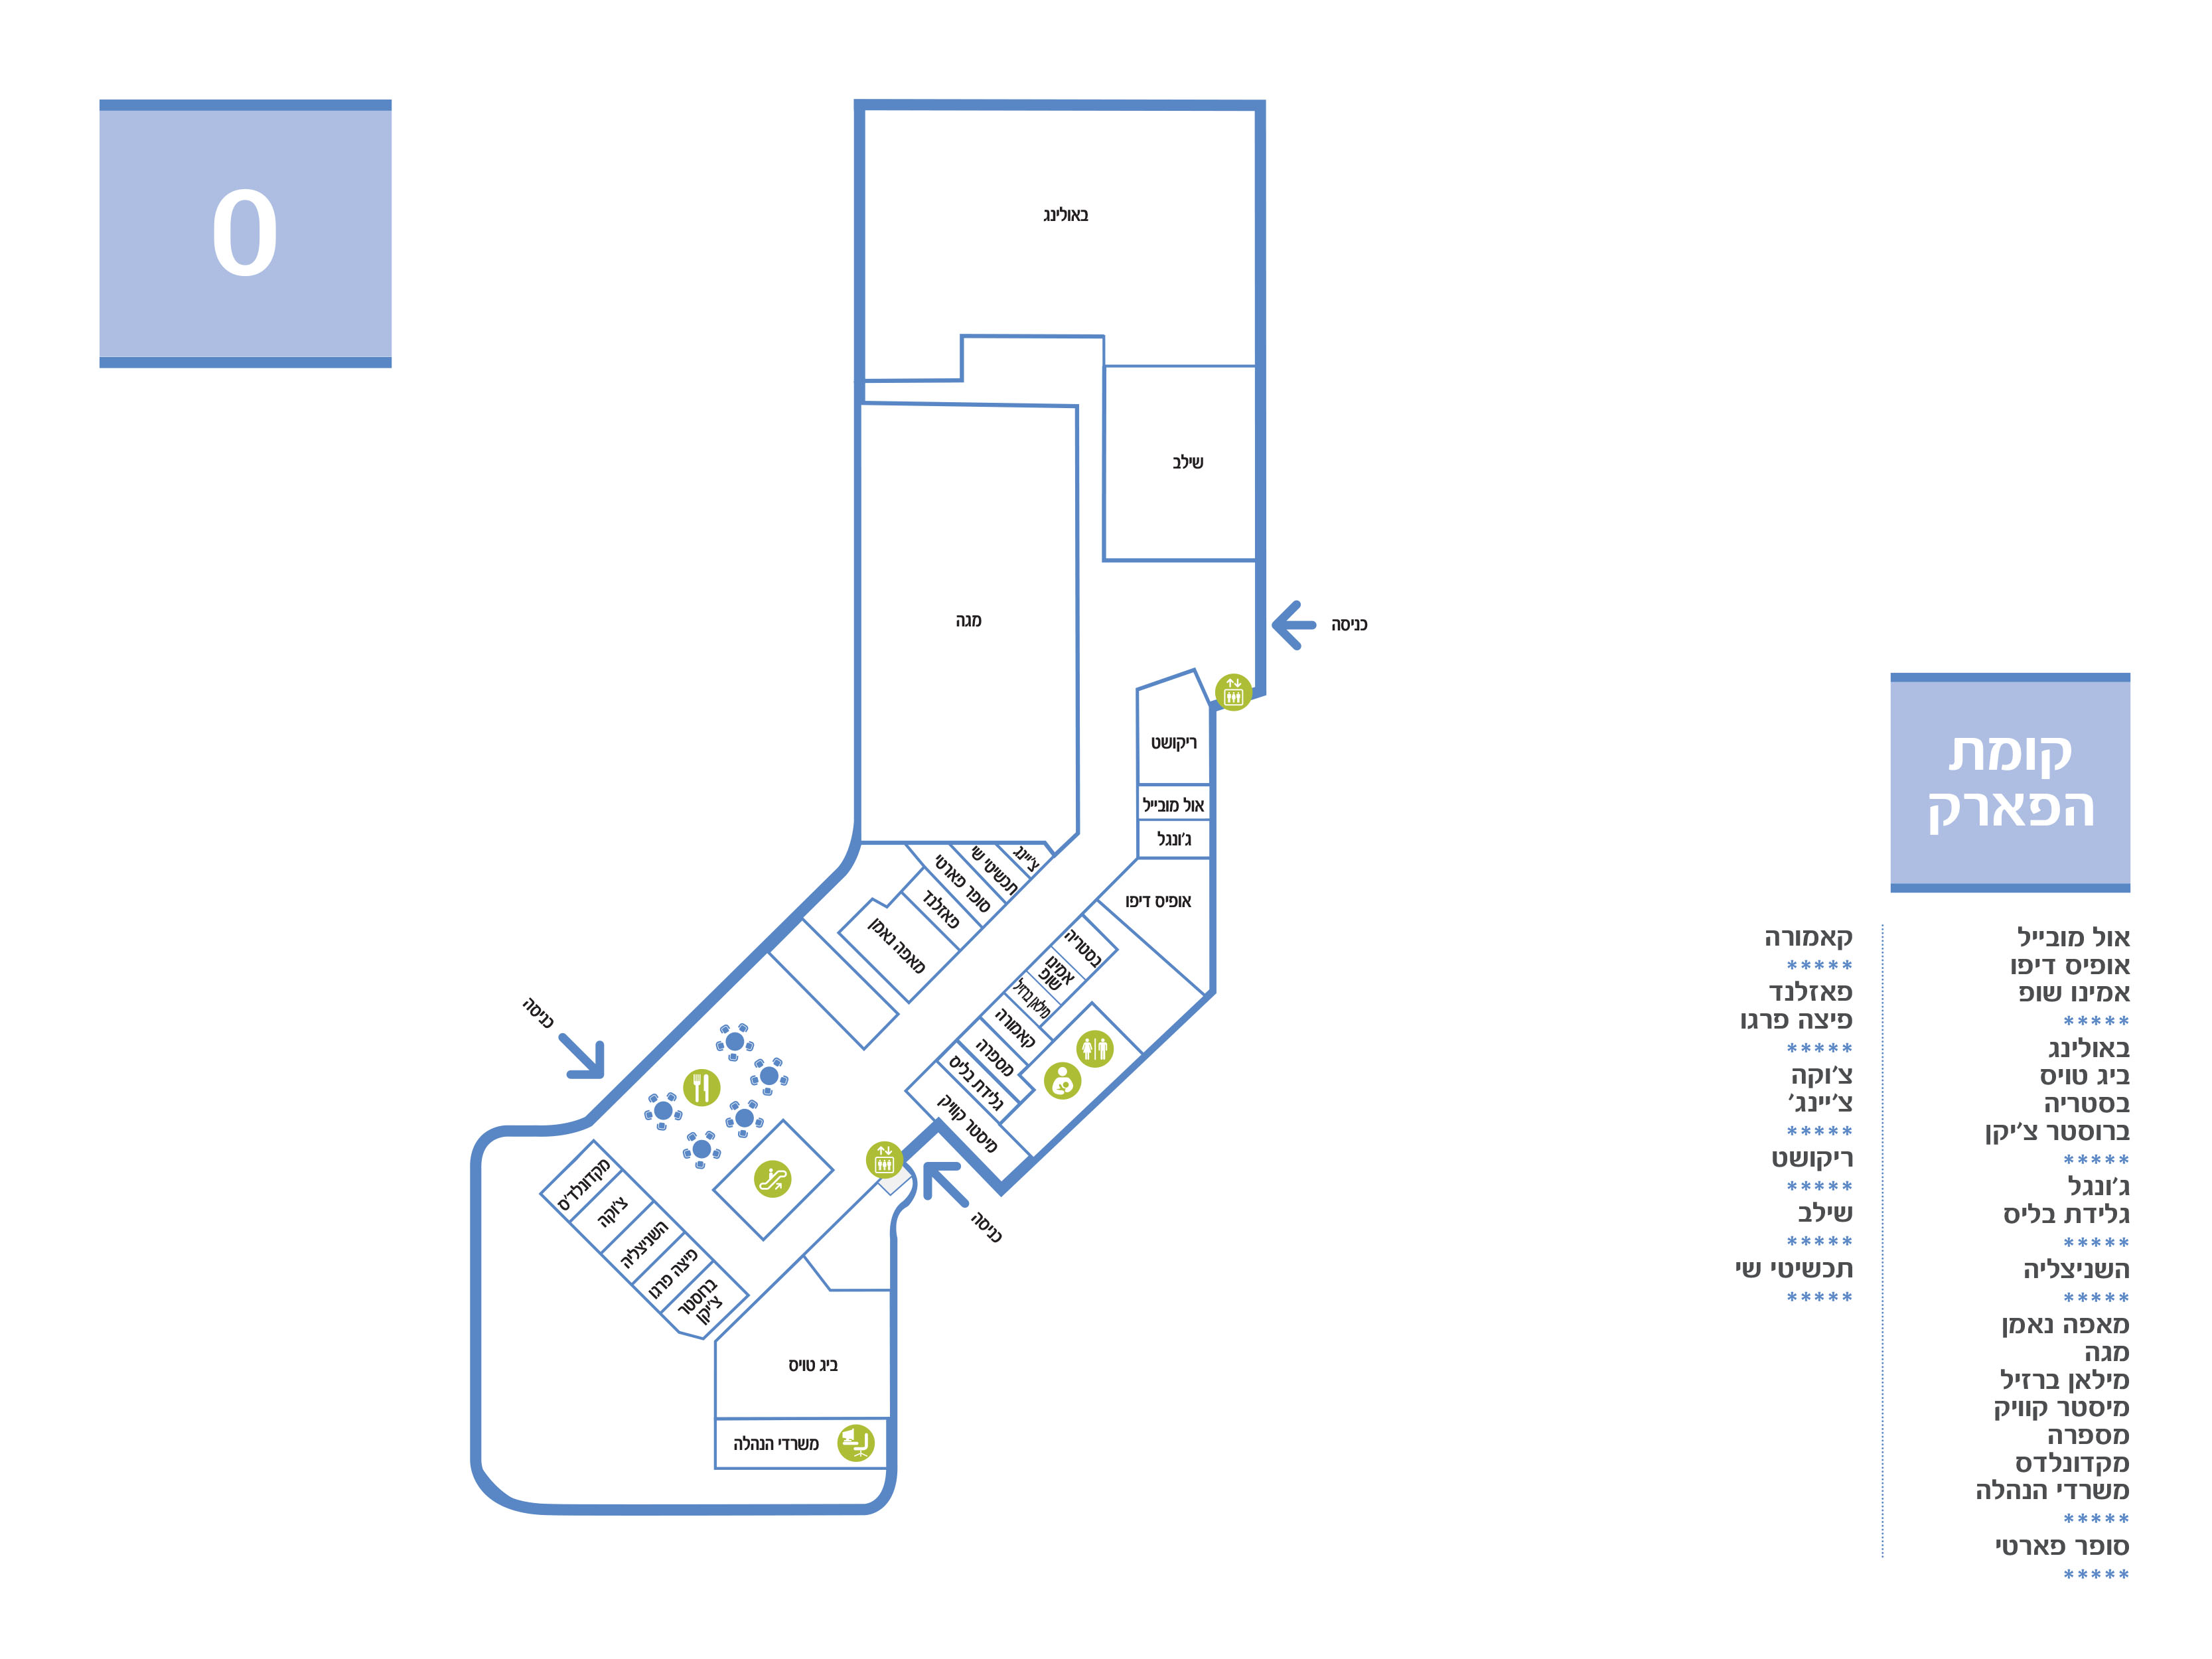 0
באולינג
שילב
מגה
כניסה
ריקושט
אול מובייל
ג'ונגל
אופיס דיפו
צ'יינג
תכשיטי שי
סופר פארטי
פאזלנד
מאפה נאמן
בסטריה
אמינו
שופ
מילאן ברזיל
קאמורה
מספרה
גלידת בליס
מיסטר קוויק
כניסה
כניסה
מקדונלד'ס
צ'וקה
השניצליה
פיצה פרגו
ברוסטר
צ'יקן
ביג טויס
משרדי הנהלה
קומת
הפארק
אול מובייל
אופיס דיפו
אמינו שופ
*****
באולינג
ביג טויס
בסטריה
ברוסטר צ'יקן
*****
ג'ונגל
גלידת בליס
*****
השניצליה
*****
מאפה נאמן
מגה
מילאן ברזיל
מיסטר קוויק
מספרה
מקדונלדס
משרדי הנהלה
*****
סופר פארטי
*****
קאמורה
*****
פאזלנד
פיצה פרגו
*****
צ'וקה
צ'יינג'
*****
ריקושט
*****
שילב
*****
תכשיטי שי
*****